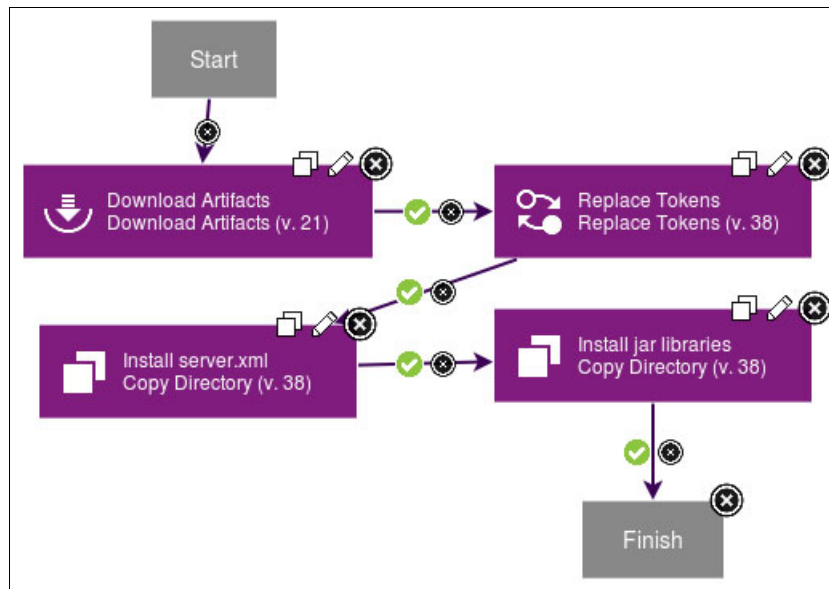 Start
Download Artifacts
Download Artifacts (v. 21)
Replace Tokens
Replace Tokens (v. 38)
Install server.xml
Copy Directory (v. 38)
Install jar libraries
Copy Directory (v. 38)
Finish